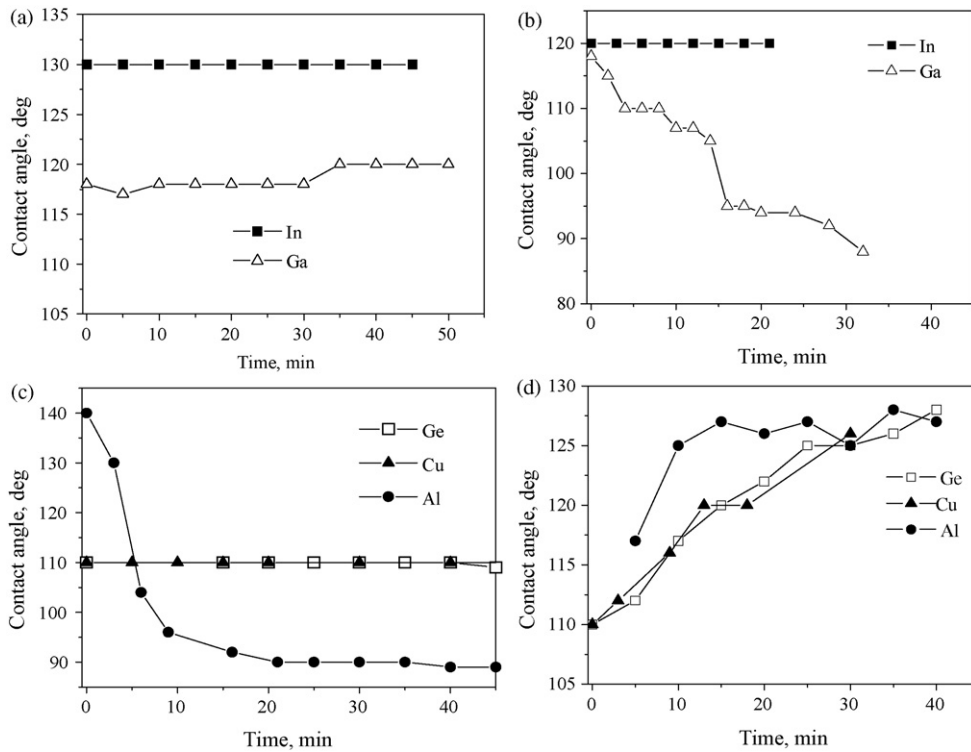 (a)
135
130
125
120
115
110
105
Contact angle, deg
In
Ga
0 10 20 30 40 50
Time, min
(b)
120
110
100
90
80
Contact angle, deg
In
Ga
0 10 20 30 40
Time, min
(c)
140
130
120
110
100
90
Contact angle, deg
Ge
Cu
Al
0 10 20 30 40
Time, min
(d)
130
125
120
115
110
105
Contact angle, deg
Ge
Cu
Al
0 10 20 30 40
Time, min